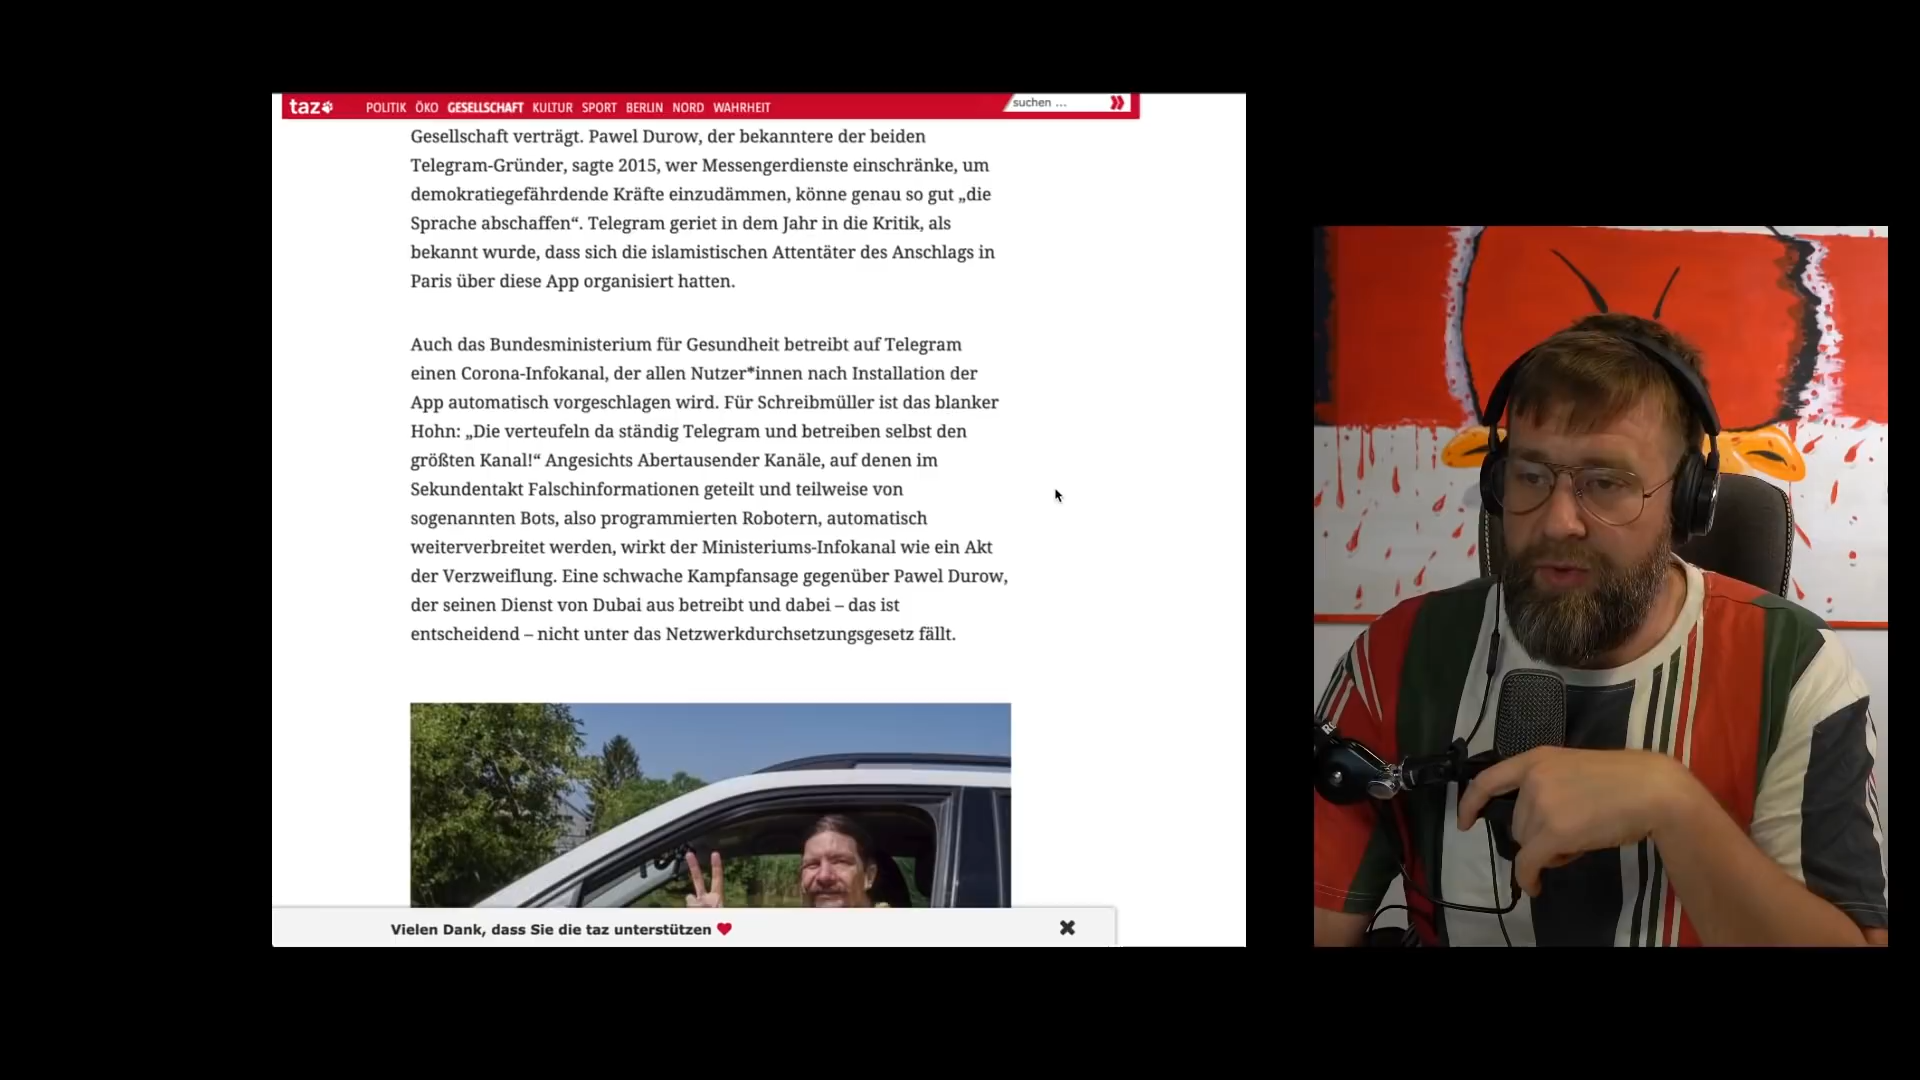 taz
POLITIK ÖKO GESELLSCHAFT KULTUR SPORT BERLIN NORD WAHRHEIT
suchen ...
Gesellschaft verträgt. Pawel Durow, der bekanntere der beiden
Telegram-Gründer, sagte 2015, wer Messengerdienste einschränke, um
demokratiegefährdende Kräfte einzudämmen, könne genau so gut „die
Sprache abschaffen“. Telegram geriet in dem Jahr in die Kritik, als
bekannt wurde, dass sich die islamistischen Attentäter des Anschlags in
Paris über diese App organisiert hatten.
Auch das Bundesministerium für Gesundheit betreibt auf Telegram
einen Corona-Infokanal, der allen Nutzer*innen nach Installation der
App automatisch vorgeschlagen wird. Für Schreibmüller ist das blanker
Hohn: „Die verteufeln da ständig Telegram und betreiben selbst den
größten Kanal!“ Angesichts Abertausender Kanäle, auf denen im
Sekundentakt Falschinformationen geteilt und teilweise von
sogenannten Bots, also programmierten Robotern, automatisch
weiterverbreitet werden, wirkt der Ministeriums-Infokanal wie ein Akt
der Verzweiflung. Eine schwache Kampfansage gegenüber Pawel Durow,
der seinen Dienst von Dubai aus betreibt und dabei – das ist
entscheidend – nicht unter das Netzwerkdurchsetzungsgesetz fällt.
Vielen Dank, dass Sie die taz unterstützen